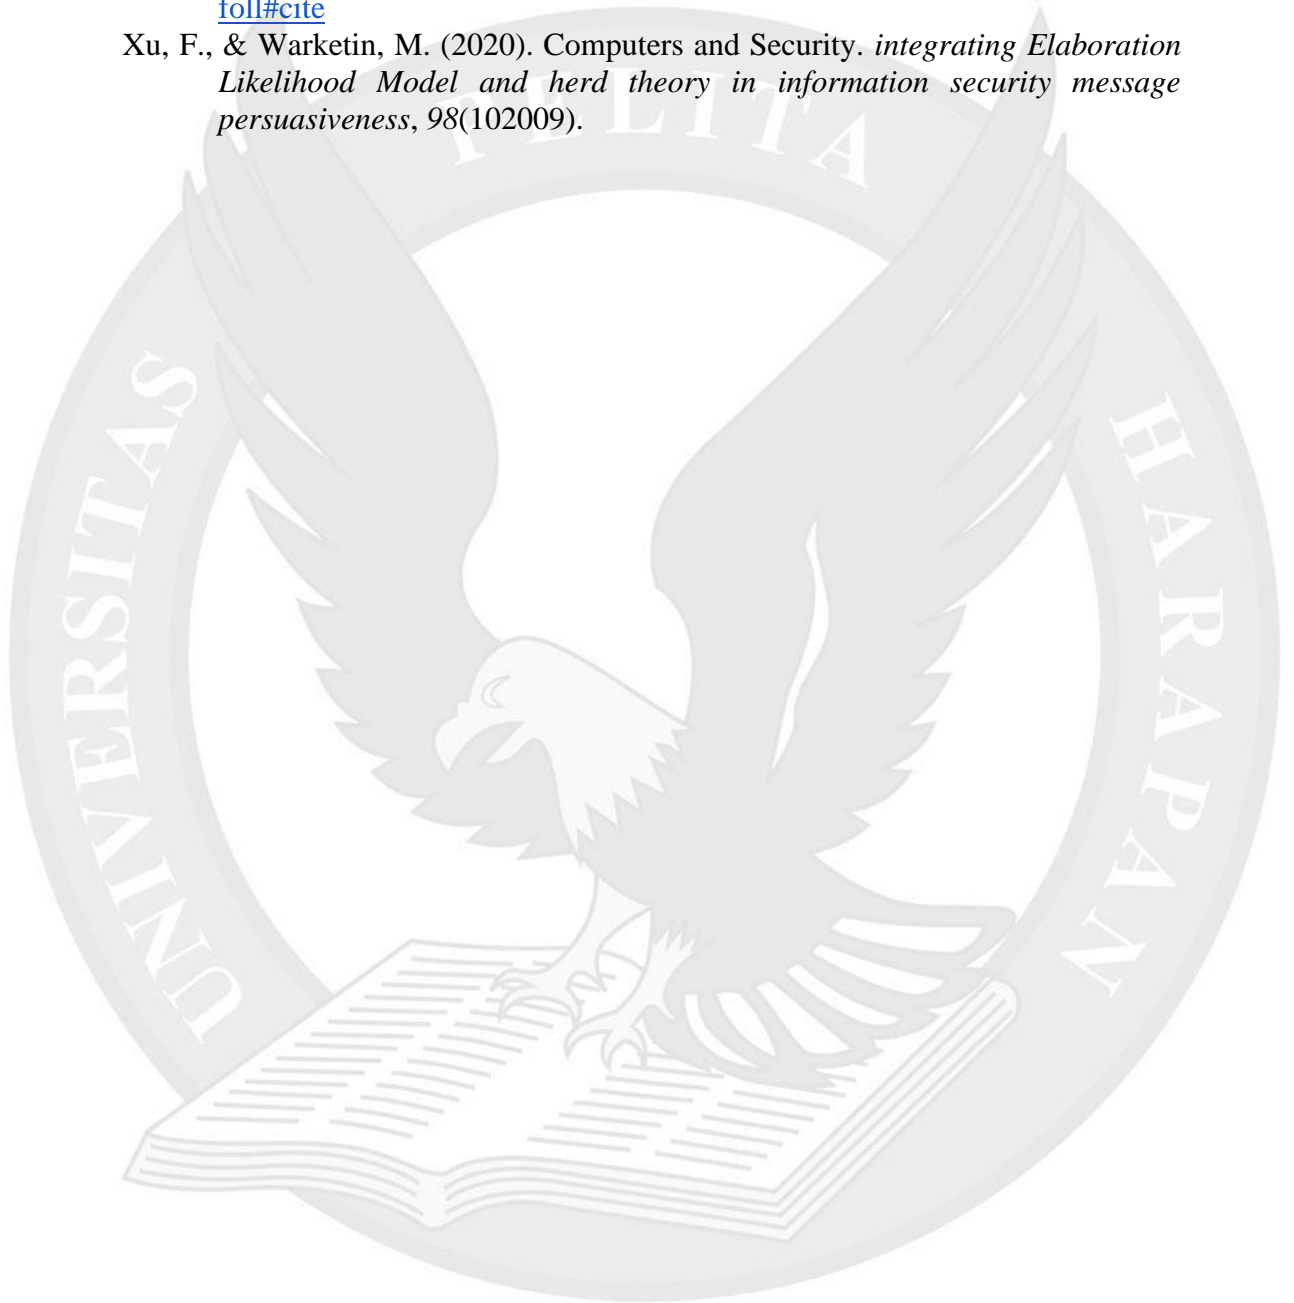 foll#cite
Xu, F., & Warketin, M. (2020). Computers and Security. integrating Elaboration
Likelihood Model and herd theory in information security message
persuasiveness, 98(102009).
UNIVERSITAS PELITA HARAPAN